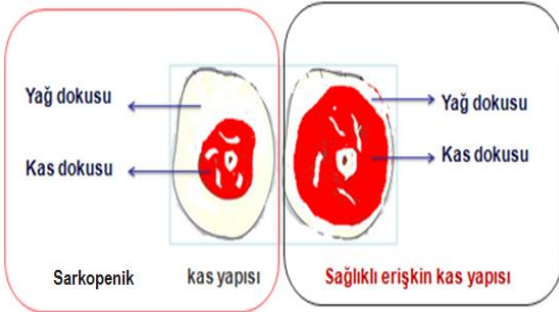 Yağ dokusu
Kas dokusu
Sarkopenik kas yapısı
Yağ dokusu
Kas dokusu
Sağlıklı erişkin kas yapısı